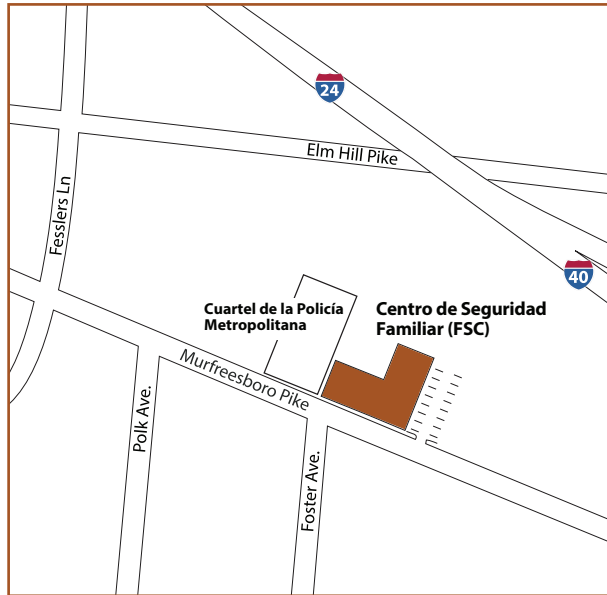 24
Elm Hill Pike
Fesslers Ln
40
Cuartel de la Policía
Metropolitana
Centro de Seguridad
Familiar (FSC)
Murfreesboro Pike
Polk Ave.
Foster Ave.